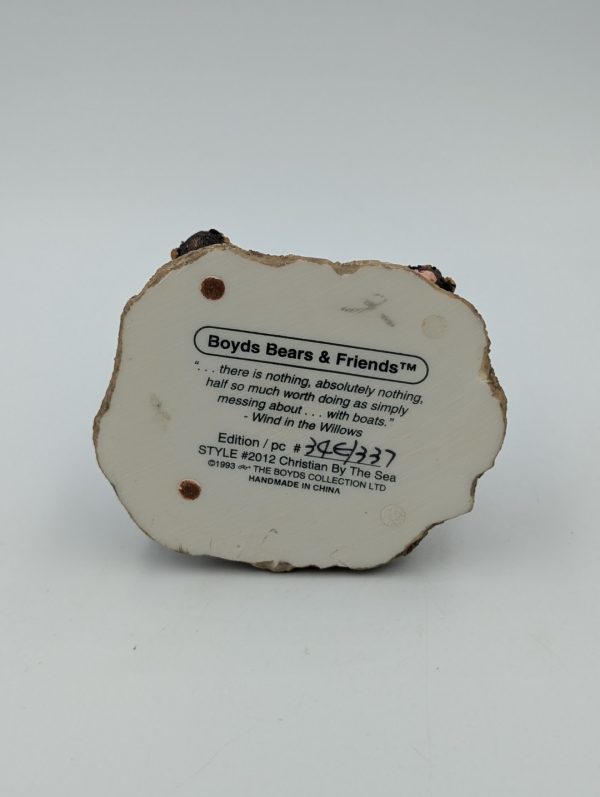 Boyds Bears & Friends™
". . . there is nothing, absolutely nothing,
half so much worth doing as simply
messing about . . . with boats."
- Wind in the Willows
Edition / pc # 34E/337
STYLE #2012 Christian By The Sea
©1993 THE BOYDS COLLECTION LTD
HANDMADE IN CHINA